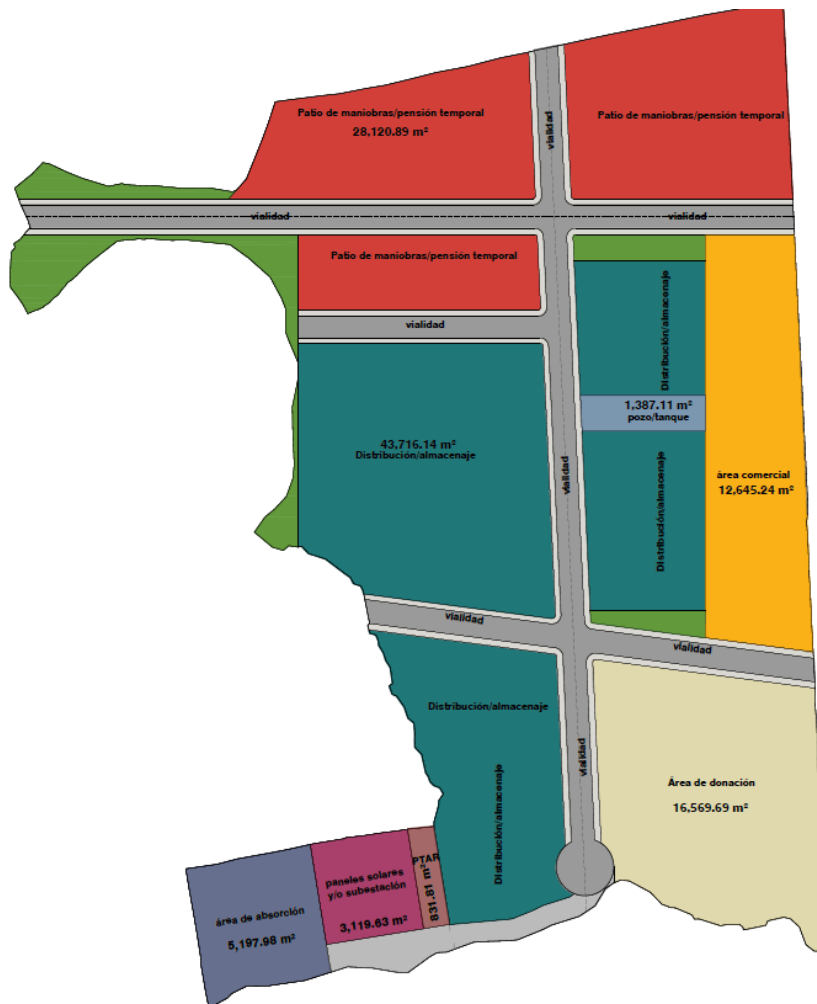 vialidad
Patio de maniobras/pensión temporal
28,120.89 m²
Patio de maniobras/pensión temporal
vialidad
vialidad
Patio de maniobras/pensión temporal
vialidad
Distribución/almacenaje
1,387.11 m²
pozo/tanque
43,716.14 m²
Distribución/almacenaje
vialidad
área comercial
12,645.24 m²
Distribución/almacenaje
vialidad
vialidad
Distribución/almacenaje
vialidad
Área de donación
16,569.69 m²
Distribución/almacenaje
PTAR
831.81 m²
paneles solares
y/o subestación
3,119.63 m²
área de absorción
5,197.98 m²